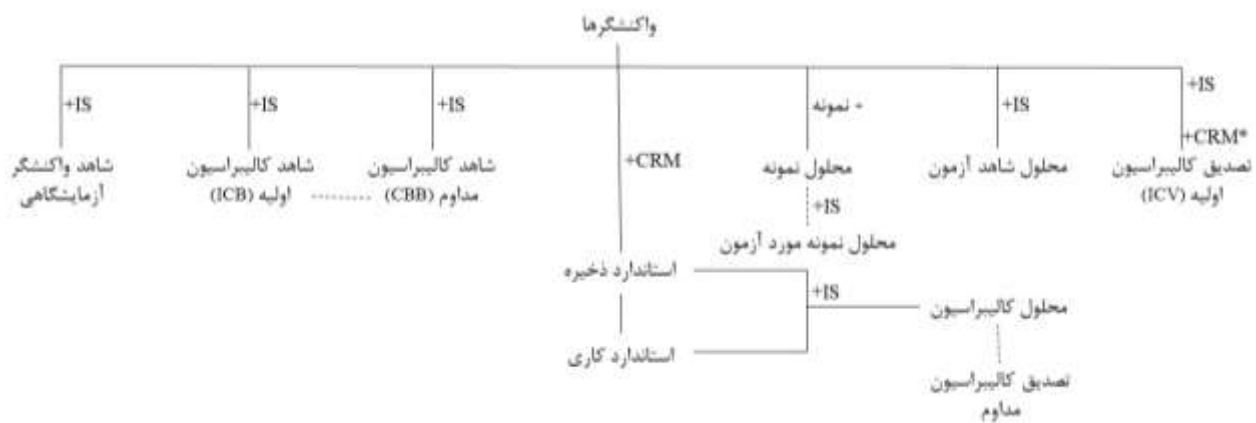 واکنشگرها
+IS
+IS
+IS
+CRM
+ نمونه
+IS
+IS
+CRM*
شاهد واکنشگر
آزمایشگاهی
شاهد کالیبراسیون
اولیه (ICB)
شاهد کالیبراسیون
مداوم (CBB)
محلول نمونه
محلول شاهد آزمون
تصدیق کالیبراسیون
اولیه (ICV)
+IS
محلول نمونه مورد آزمون
استاندارد ذخیره
+IS
محلول کالیبراسیون
استاندارد کاری
تصدیق کالیبراسیون
مداوم